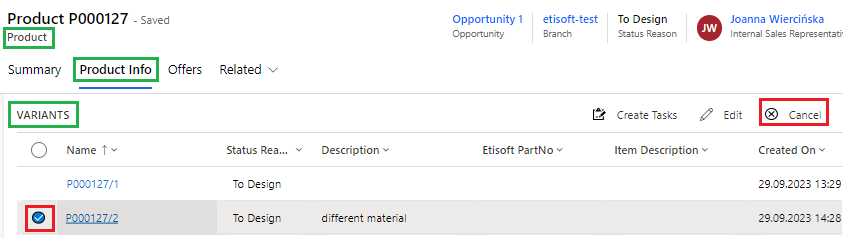 Product P000127 - Saved
Product
Opportunity 1
Opportunity
etisoft-test
Branch
To Design
Status Reason
JW
Joanna Wiercińska
Internal Sales Representati
Summary Product Info Offers Related
VARIANTS
Create Tasks Edit Cancel
Name ↑ Status Rea... Description Etisoft PartNo Item Description Created On
P000127/1 To Design 29.09.2023 13:29
P000127/2 To Design different material 29.09.2023 14:28